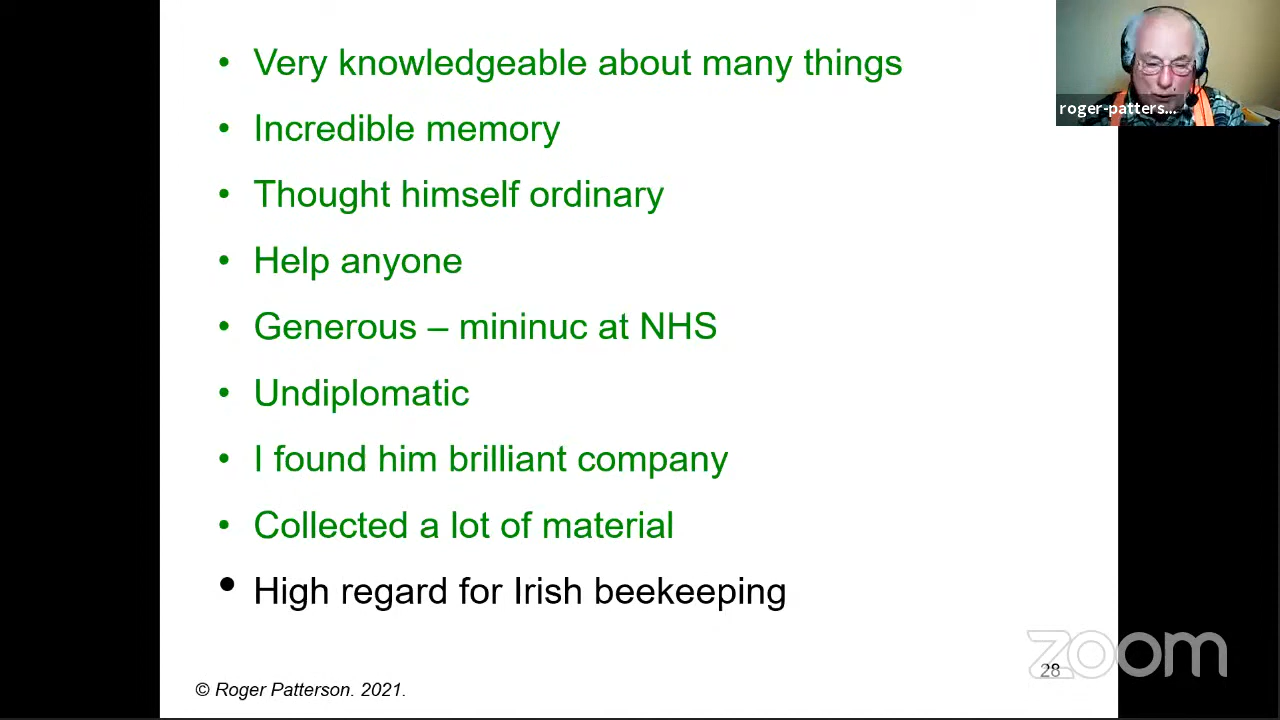 • Very knowledgeable about many things
roger-patters...
• Incredible memory
• Thought himself ordinary
• Help anyone
• Generous – mininuc at NHS
• Undiplomatic
• I found him brilliant company
• Collected a lot of material
• High regard for Irish beekeeping
zoom
28
© Roger Patterson. 2021.